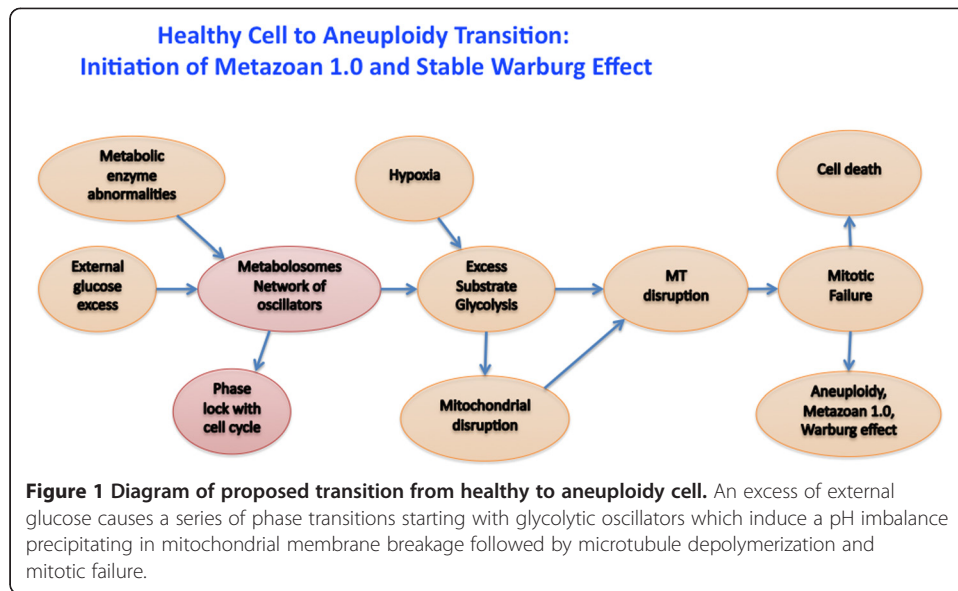 Healthy Cell to Aneuploidy Transition:
Initiation of Metazoan 1.0 and Stable Warburg Effect
Metabolic
enzyme
abnormalities
Hypoxia
Cell death
External
glucose
excess
Metabolosomes
Network of
oscillators
Excess
Substrate
Glycolysis
MT
disruption
Mitotic
Failure
Phase
lock with
cell cycle
Mitochondrial
disruption
Aneuploidy,
Metazoan 1.0,
Warburg effect
Figure 1 Diagram of proposed transition from healthy to aneuploidy cell. An excess of external
glucose causes a series of phase transitions starting with glycolytic oscillators which induce a pH imbalance
precipitating in mitochondrial membrane breakage followed by microtubule depolymerization and
mitotic failure.